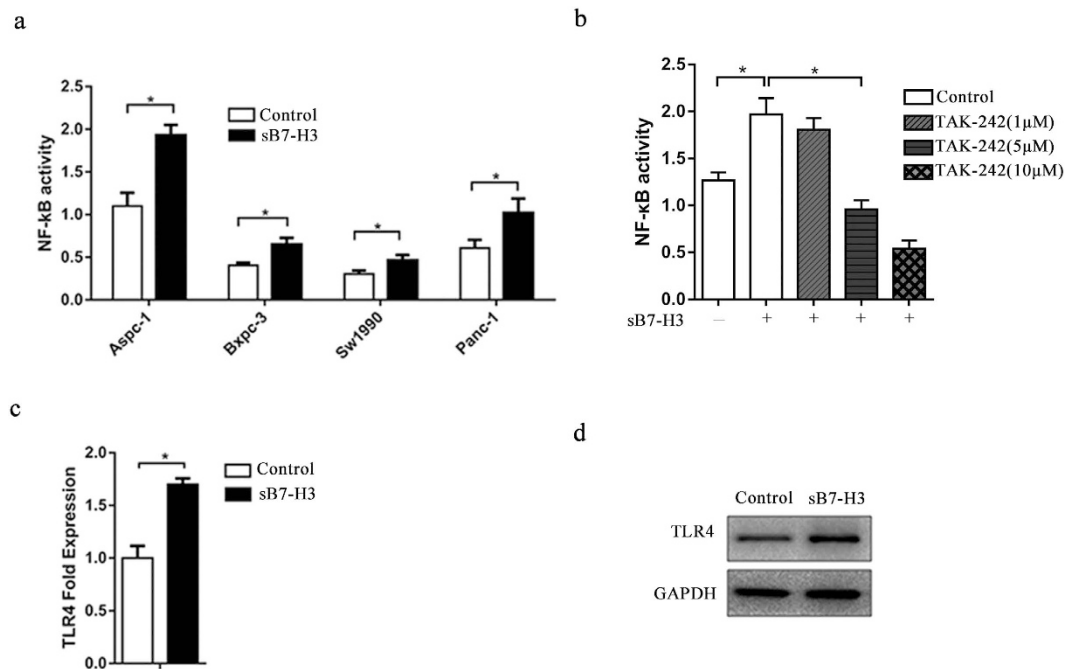 a
2.5
2.0
1.5
1.0
0.5
0.0
NF-kB activity
*
*
*
*
Control
sB7-H3
Aspc-1
Bxpc-3
Sw1990
Panc-1
b
2.5
2.0
1.5
1.0
0.5
0.0
NF-κB activity
*
*
Control
TAK-242(1μM)
TAK-242(5μM)
TAK-242(10μM)
sB7-H3 – + + + +
c
2.0
1.5
1.0
0.5
0.0
TLR4 Fold Expression
*
Control
sB7-H3
d
Control sB7-H3
TLR4
GAPDH